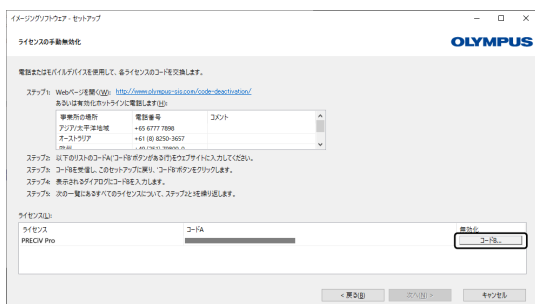 イメージングソフトウェア - セットアップ
ライセンスの手動無効化
OLYMPUS
電話またはモバイルデバイスを使用して、各ライセンスのコードを交換します。
ステップ1: Webページを開く(W): http://www.olympus-sis.com/code-deactivation/
あるいは有効化ホットラインに電話します(H):
事業所の場所 電話番号 コメント
アジア/太平洋地域 +65 6777 7898
オーストラリア +61 (8) 8250-3657
ステップ2: 以下のリストのコードA('コードB'ボタンがある行)をウェブサイトに入力してください。
ステップ3: コードBを受信し、このセットアップに戻り、'コードB'ボタンをクリックします。
ステップ4: 表示されるダイアログにコードBを入力します。
ステップ5: 次の一覧にあるすべてのライセンスについて、ステップ2と3を繰り返します。
ライセンス(L):
ライセンス コードA 無効化
PRECiV Pro コードB...
< 戻る(B) 次へ(N) > キャンセル